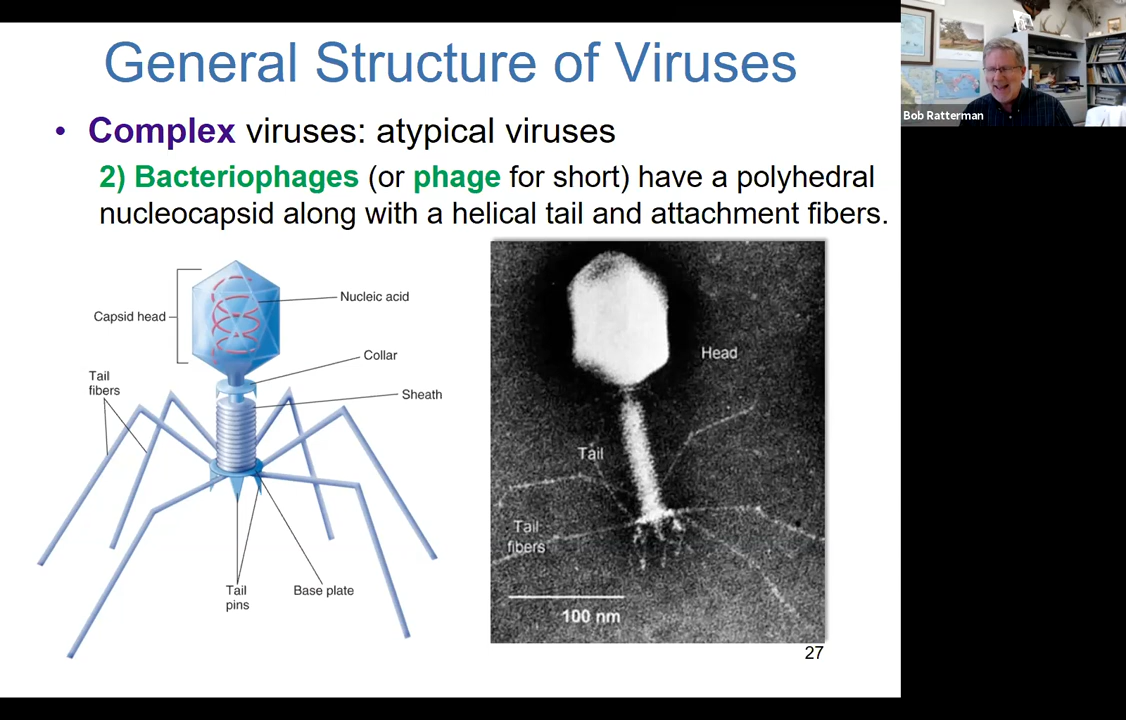 General Structure of Viruses
• Complex viruses: atypical viruses
2) Bacteriophages (or phage for short) have a polyhedral
nucleocapsid along with a helical tail and attachment fibers.
Capsid head
Nucleic acid
Collar
Sheath
Tail
fibers
Tail
pins
Base plate
Head
Tail
Tail
fibers
100 nm
27
Bob Ratterman